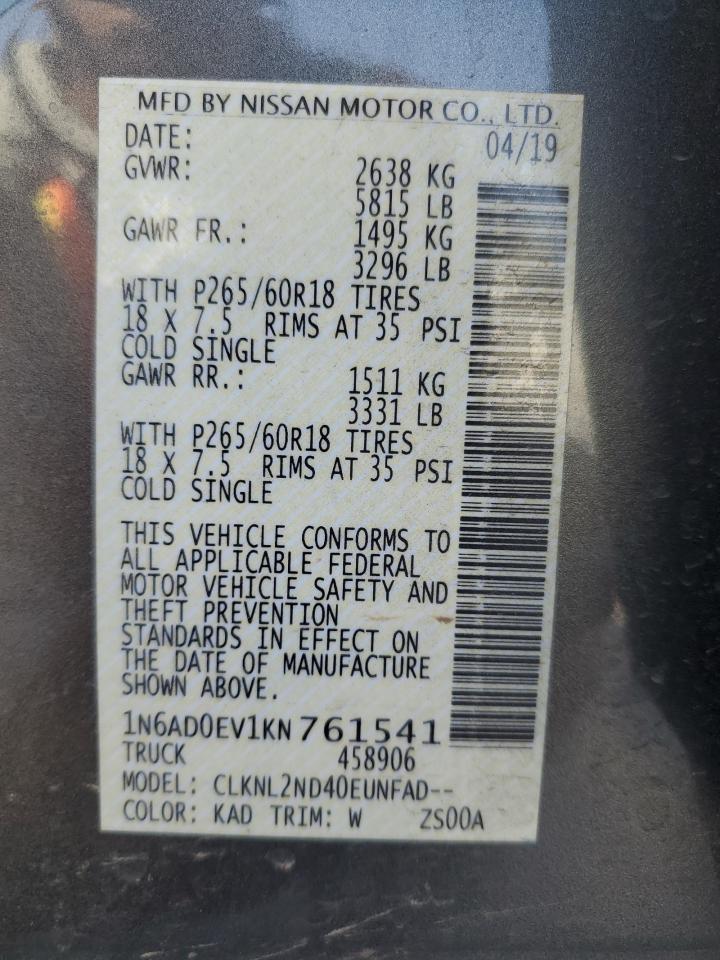 MFD BY NISSAN MOTOR CO., LTD.
DATE: 04/19
GVWR: 2638 KG
5815 LB
GAWR FR.: 1495 KG
3296 LB
WITH P265/60R18 TIRES
18 X 7.5 RIMS AT 35 PSI
COLD SINGLE
GAWR RR.: 1511 KG
3331 LB
WITH P265/60R18 TIRES
18 X 7.5 RIMS AT 35 PSI
COLD SINGLE
THIS VEHICLE CONFORMS TO
ALL APPLICABLE FEDERAL
MOTOR VEHICLE SAFETY AND
THEFT PREVENTION
STANDARDS IN EFFECT ON
THE DATE OF MANUFACTURE
SHOWN ABOVE.
1N6AD0EV1KN 761541
TRUCK 458906
MODEL: CLKNL2ND40EUNFAD--
COLOR: KAD TRIM: W ZS00A